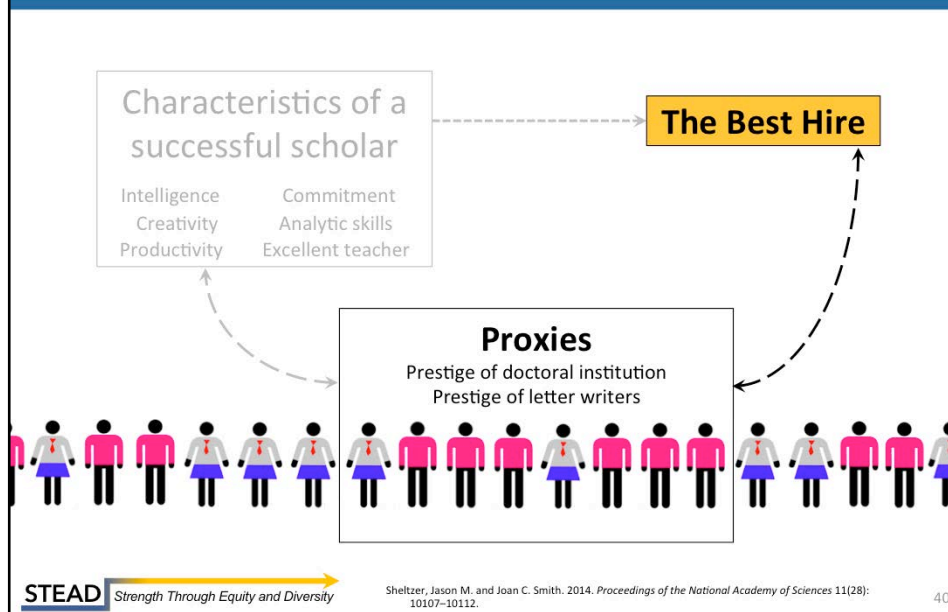 Characteristics of a
successful scholar
Intelligence Commitment
Creativity Analytic skills
Productivity Excellent teacher
The Best Hire
Proxies
Prestige of doctoral institution
Prestige of letter writers
STEAD Strength Through Equity and Diversity
Sheltzer, Jason M. and Joan C. Smith. 2014. Proceedings of the National Academy of Sciences 11(28):
10107–10112.
40